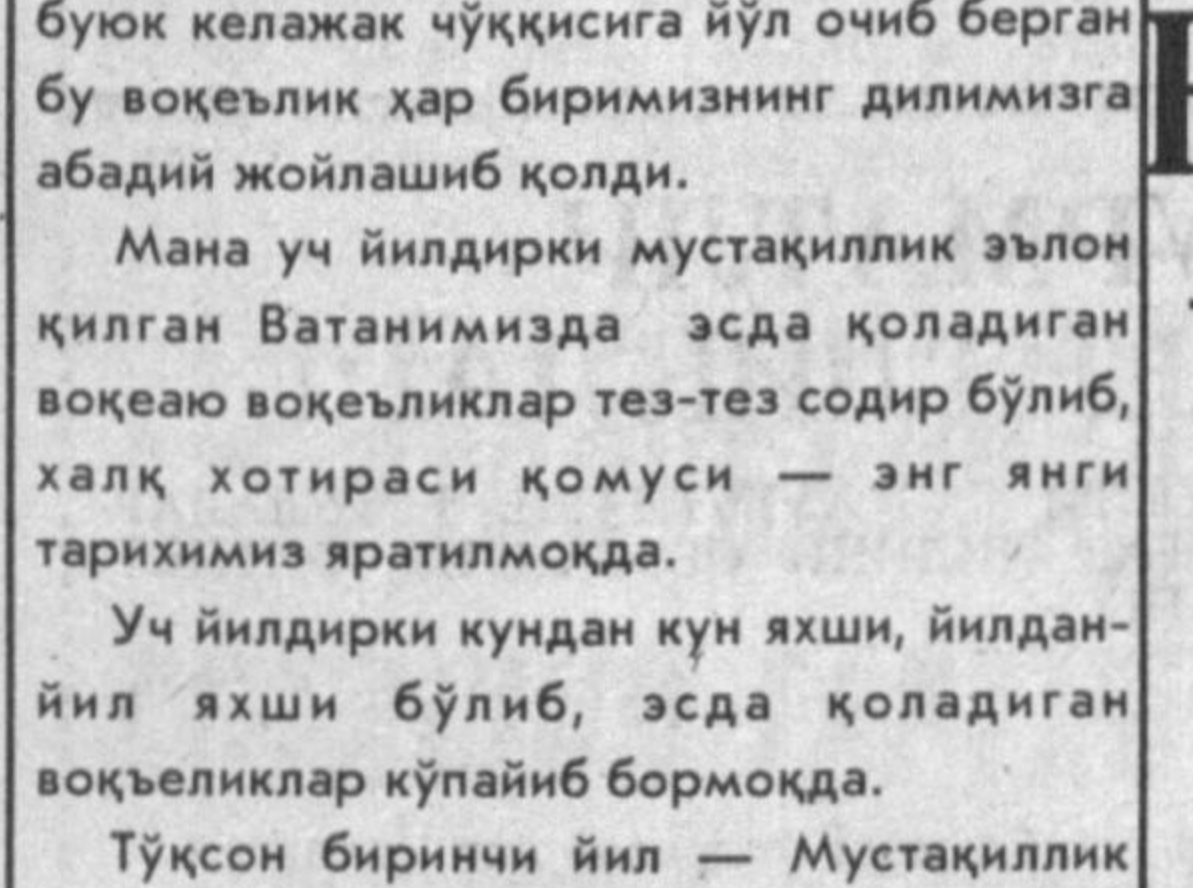 буюк келажак чўққисига йўл очиб берган
бу воқеълик ҳар биримизнинг дилимизга
абадий жойлашиб қолди.
Мана уч йилдирки мустақиллик эълон
қилган Ватанимизда эсда қоладиган
воқеаю воқеъликлар тез-тез содир бўлиб,
халқ хотираси қомуси — энг янги
тарихимиз яратилмоқда.
Уч йилдирки кундан кун яхши, йилдан-
йил яхши бўлиб, эсда қоладиган
воқъеликлар кўпайиб бормоқда.
Тўқсон биринчи йил — Мустақиллик